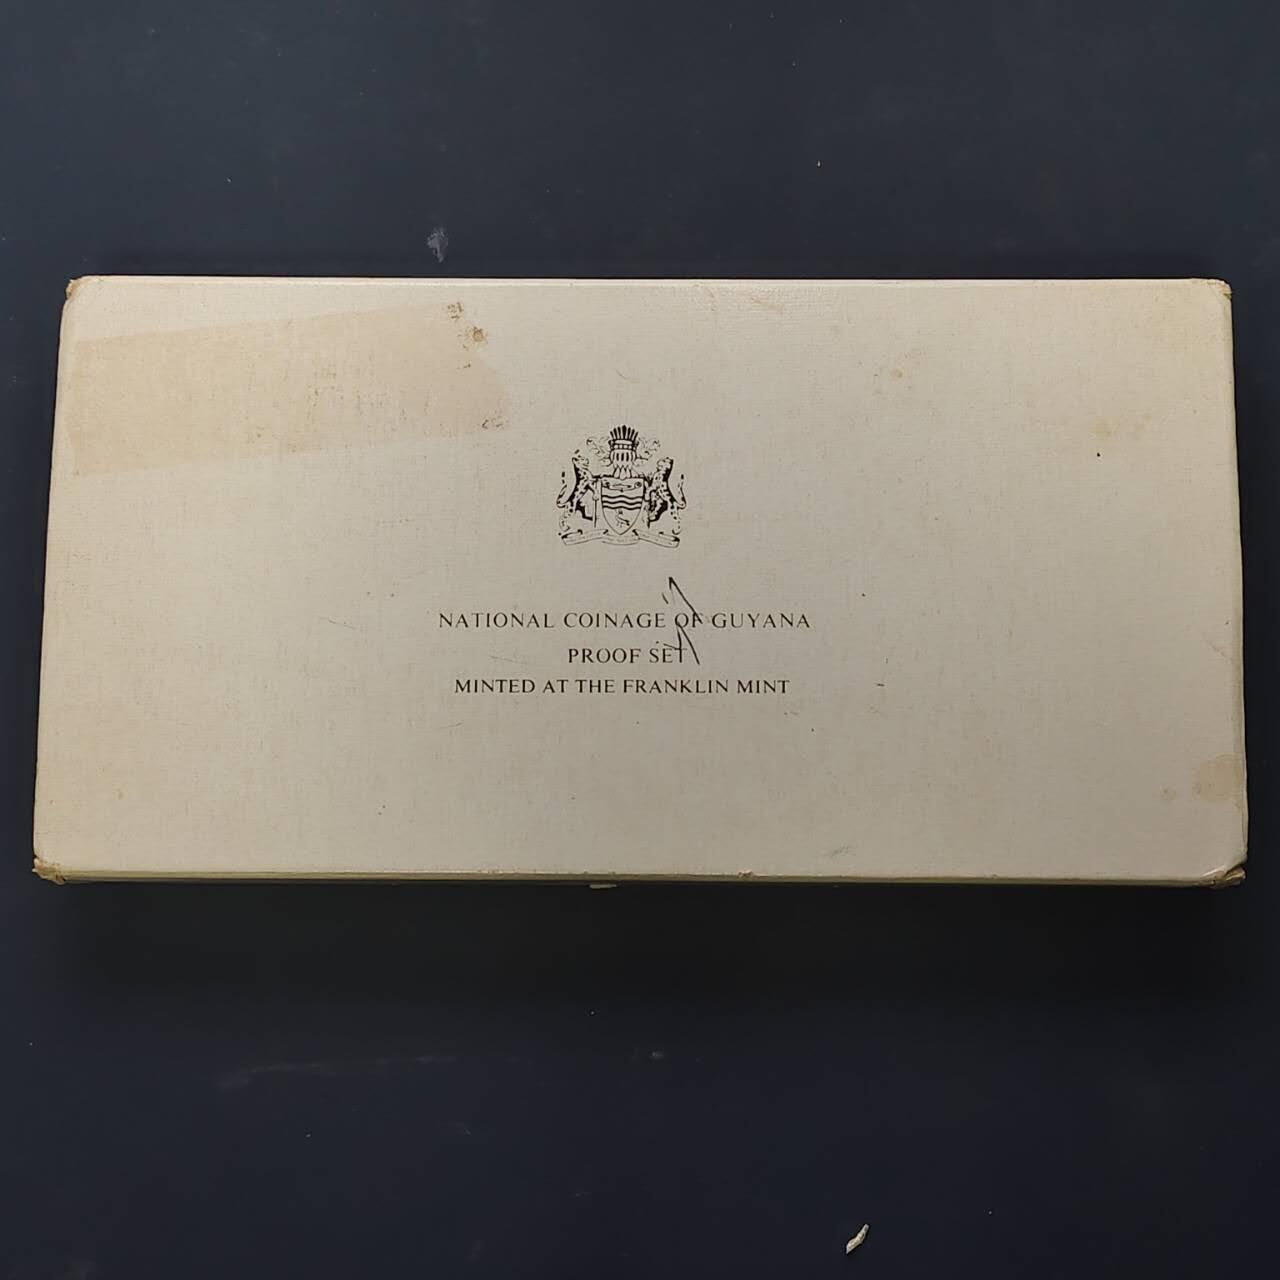 NATIONAL COINAGE OF GUYANA
PROOF SET
MINTED AT THE FRANKLIN MINT